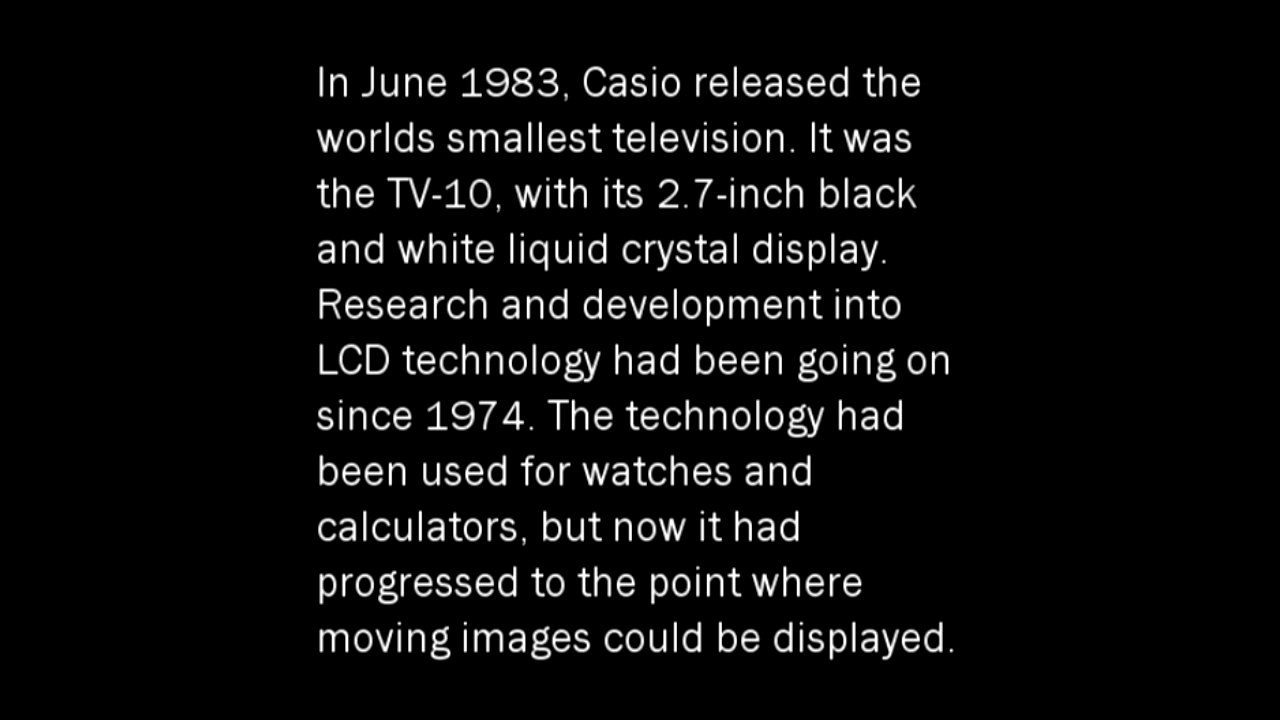 In June 1983, Casio released the
worlds smallest television. It was
the TV-10, with its 2.7-inch black
and white liquid crystal display.
Research and development into
LCD technology had been going on
since 1974. The technology had
been used for watches and
calculators, but now it had
progressed to the point where
moving images could be displayed.